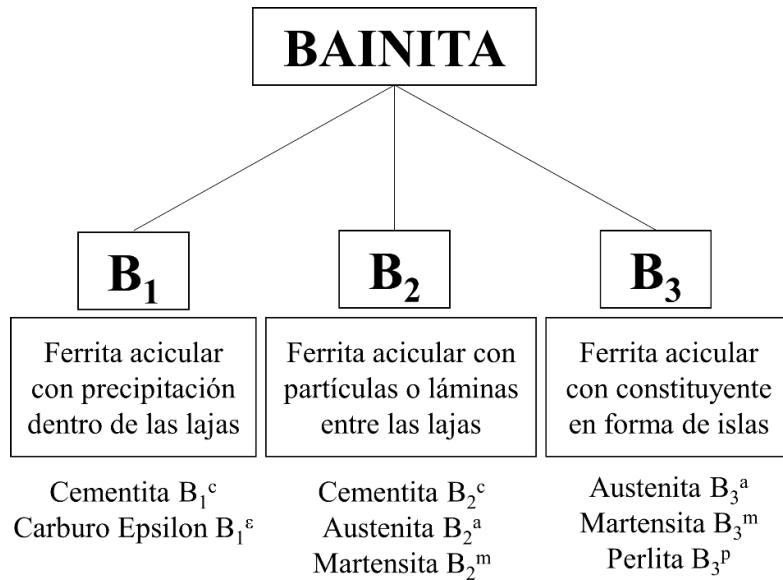 BAINITA
B₁
Ferrita acicular
con precipitación
dentro de las lajas
Cementita B₁ᶜ
Carburo Epsilon B₁ᵋ
B₂
Ferrita acicular con
partículas o láminas
entre las lajas
Cementita B₂ᶜ
Austenita B₂ᵃ
Martensita B₂ᵐ
B₃
Ferrita acicular
con constituyente
en forma de islas
Austenita B₃ᵃ
Martensita B₃ᵐ
Perlita B₃ᵖ